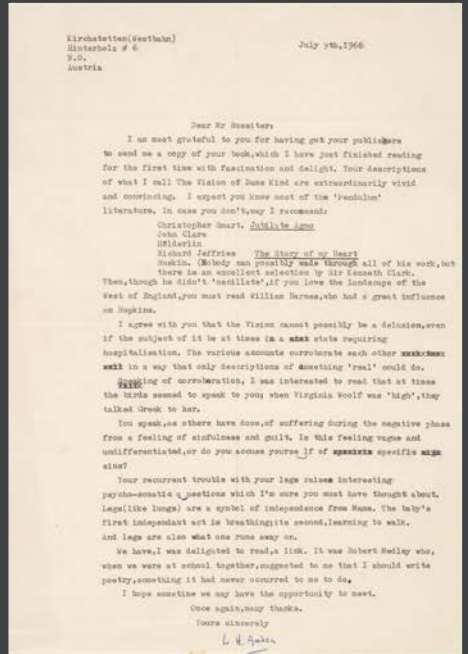 Kirchstetten(Westbahn)
Hinterholz # 6
N.O.
Austria
July 9th,1966
Dear Mr Rossiter:
I am most grateful to you for having got your publishers
to send me a copy of your book,which I have just finished reading
for the first time with fascination and delight. Your descriptions
of what I call The Vision of Dame Kind are extraordinarily vivid
and convincing. I expect you know most of the 'Pendulum'
literature. In case you don't,may I recommend:
Christopher Smart. Jubilate Agno
John Clare
Hölderlin
Richard Jeffries The Story of my Heart
Ruskin. (Nobody can possibly wade through all of his work,but
there is an excellent selection by Sir Kenneth Clark.
Then,though he didn't 'oscillate',if you love the landscape of the
West of England,you must read William Barnes,who had a great influence
on Hopkins.
I agree with you that the Vision cannot possibly be a delusion,even
if the subject of it be at times in a state requiring
hospitalisation. The various accounts corroborate each other
in a way that only descriptions of something 'real' could do.
Speaking of corroboration, I was interested to read that at times
the birds seemed to speak to you; when Virginia Woolf was 'high',they
talked Greek to her.
You speak,as others have done,of suffering during the negative phase
from a feeling of sinfulness and guilt. Is this feeling vague and
undifferentiated,or do you accuse yourself of specific
sins?
Your recurrent trouble with your legs raises interesting
psycho-somatic questions which I'm sure you must have thought about.
Legs(like lungs) are a symbol of independence from Mama. The baby's
first independant act is breathing;its second,learning to walk.
And legs are also what one runs away on.
We have,I was delighted to read,a link. It was Robert Medley who,
when we were at school together,suggested to me that I should write
poetry,something it had never occurred to me to do.
I hope sometime we may have the opportunity to meet.
Once again,many thanks.
Yours sincerely
W H Auden